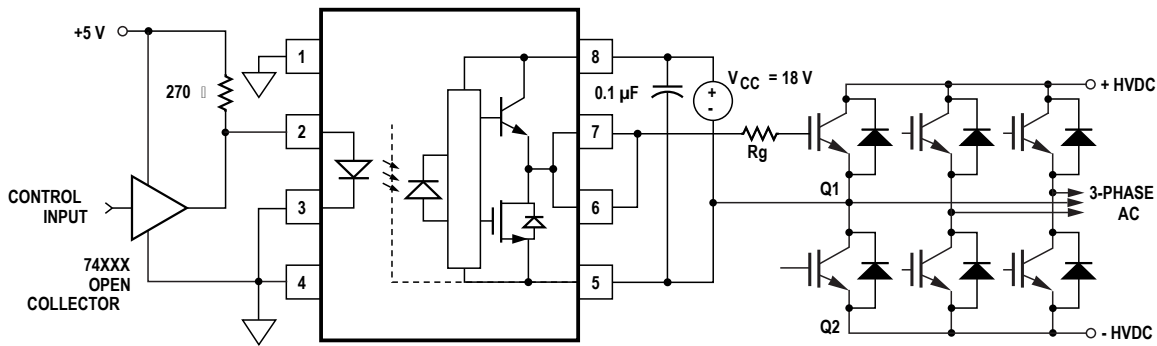 +5 V
270 
CONTROL
INPUT
74XXX
OPEN
COLLECTOR
1
2
3
4
8
7
6
5
0.1 µF
V CC = 18 V
+
-
Rg
Q1
Q2
+ HVDC
3-PHASE
AC
- HVDC